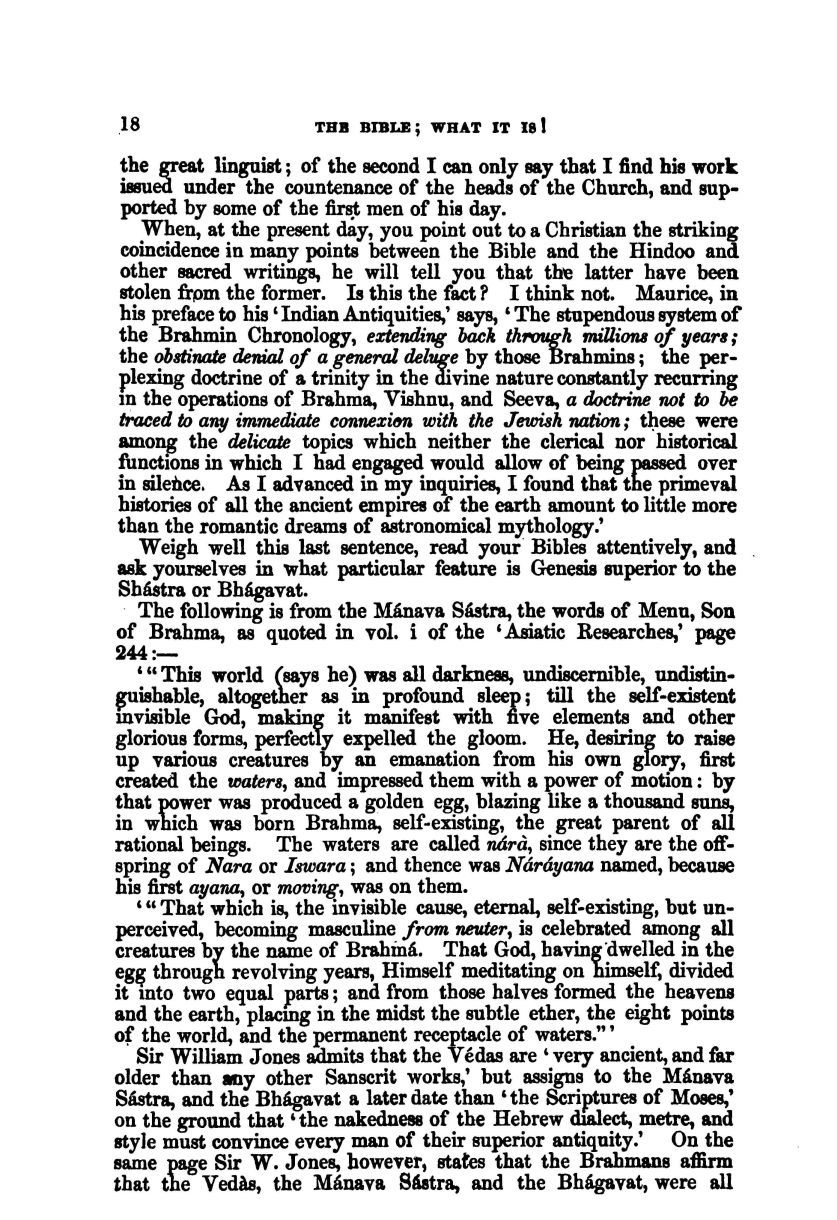 18 THE BIBLE; WHAT IT IS!
the great linguist; of the second I can only say that I find his work
issued under the countenance of the heads of the Church, and sup-
ported by some of the first men of his day.
When, at the present day, you point out to a Christian the striking
coincidence in many points between the Bible and the Hindoo and
other sacred writings, he will tell you that the latter have been
stolen from the former. Is this the fact? I think not. Maurice, in
his preface to his ‘Indian Antiquities,’ says, ‘The stupendous system of
the Brahmin Chronology, extending back through millions of years;
the obstinate denial of a general deluge by those Brahmins; the per-
plexing doctrine of a trinity in the divine nature constantly recurring
in the operations of Brahma, Vishnu, and Seeva, a doctrine not to be
traced to any immediate connexion with the Jewish nation; these were
among the delicate topics which neither the clerical nor historical
functions in which I had engaged would allow of being passed over
in silence. As I advanced in my inquiries, I found that the primeval
histories of all the ancient empires of the earth amount to little more
than the romantic dreams of astronomical mythology.’
Weigh well this last sentence, read your Bibles attentively, and
ask yourselves in what particular feature is Genesis superior to the
Shástra or Bhágavat.
The following is from the Mánava Sástra, the words of Menu, Son
of Brahma, as quoted in vol. i of the ‘Asiatic Researches,’ page
244:—
‘“This world (says he) was all darkness, undiscernible, undistin-
guishable, altogether as in profound sleep; till the self-existent
invisible God, making it manifest with five elements and other
glorious forms, perfectly expelled the gloom. He, desiring to raise
up various creatures by an emanation from his own glory, first
created the waters, and impressed them with a power of motion: by
that power was produced a golden egg, blazing like a thousand suns,
in which was born Brahma, self-existing, the great parent of all
rational beings. The waters are called nárà, since they are the off-
spring of Nara or Iswara; and thence was Náráyana named, because
his first ayana, or moving, was on them.
‘“That which is, the invisible cause, eternal, self-existing, but un-
perceived, becoming masculine from neuter, is celebrated among all
creatures by the name of Brahmá. That God, having dwelled in the
egg through revolving years, Himself meditating on himself, divided
it into two equal parts; and from those halves formed the heavens
and the earth, placing in the midst the subtle ether, the eight points
of the world, and the permanent receptacle of waters.”’
Sir William Jones admits that the Védas are ‘very ancient, and far
older than any other Sanscrit works,’ but assigns to the Mánava
Sástra, and the Bhágavat a later date than ‘the Scriptures of Moses,’
on the ground that ‘the nakedness of the Hebrew dialect, metre, and
style must convince every man of their superior antiquity.’ On the
same page Sir W. Jones, however, states that the Brahmans affirm
that the Vedàs, the Mánava Sástra, and the Bhágavat, were all